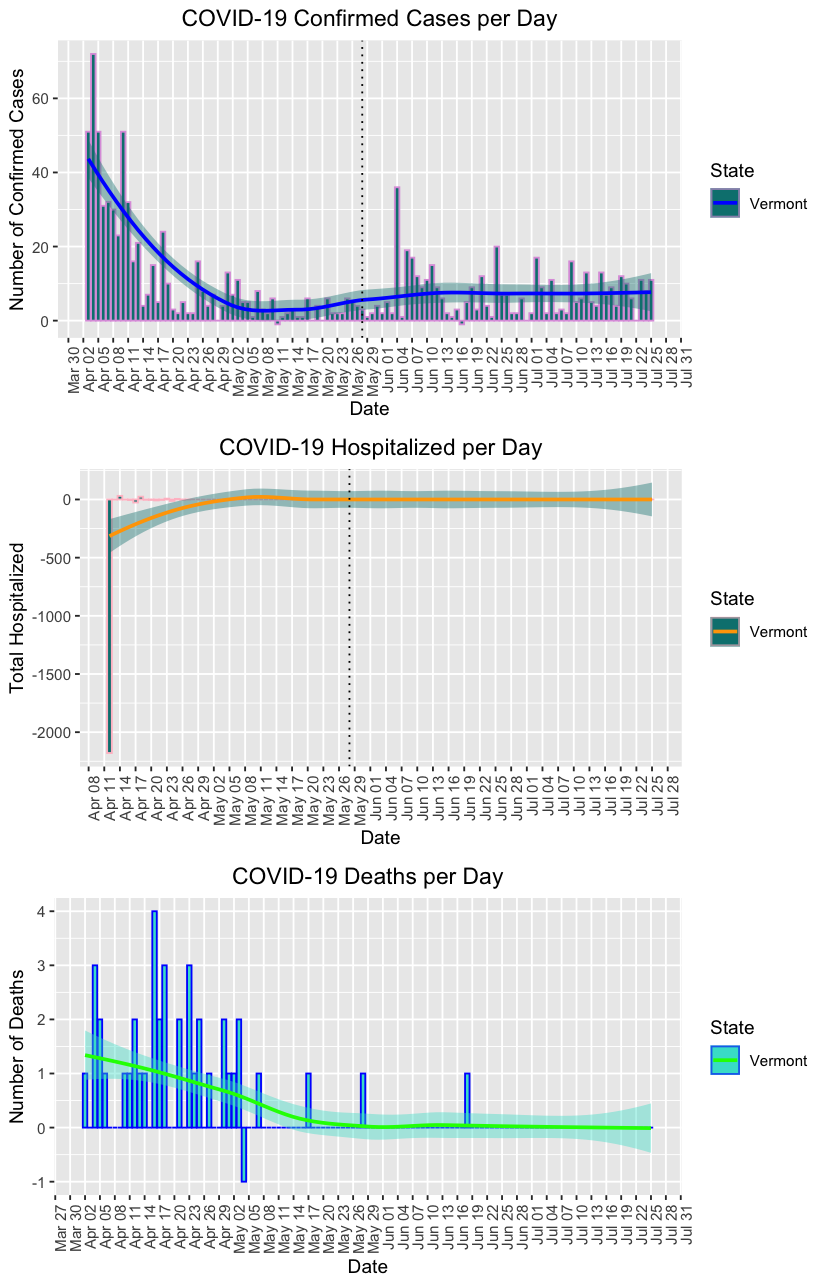 COVID-19 Confirmed Cases per Day
Number of Confirmed Cases
60
40
20
0
Mar 30
Apr 02
Apr 05
Apr 08
Apr 11
Apr 14
Apr 17
Apr 20
Apr 23
Apr 26
Apr 29
May 02
May 05
May 08
May 11
May 14
May 17
May 20
May 23
May 26
May 29
Jun 01
Jun 04
Jun 07
Jun 10
Jun 13
Jun 16
Jun 19
Jun 22
Jun 25
Jun 28
Jul 01
Jul 04
Jul 07
Jul 10
Jul 13
Jul 16
Jul 19
Jul 22
Jul 25
Jul 28
Jul 31
Date
State
Vermont
COVID-19 Hospitalized per Day
Total Hospitalized
0
-500
-1000
-1500
-2000
Apr 08
Apr 11
Apr 14
Apr 17
Apr 20
Apr 23
Apr 26
Apr 29
May 02
May 05
May 08
May 11
May 14
May 17
May 20
May 23
May 26
May 29
Jun 01
Jun 04
Jun 07
Jun 10
Jun 13
Jun 16
Jun 19
Jun 22
Jun 25
Jun 28
Jul 01
Jul 04
Jul 07
Jul 10
Jul 13
Jul 16
Jul 19
Jul 22
Jul 25
Jul 28
Date
State
Vermont
COVID-19 Deaths per Day
Number of Deaths
4
3
2
1
0
-1
Mar 27
Mar 30
Apr 02
Apr 05
Apr 08
Apr 11
Apr 14
Apr 17
Apr 20
Apr 23
Apr 26
Apr 29
May 02
May 05
May 08
May 11
May 14
May 17
May 20
May 23
May 26
May 29
Jun 01
Jun 04
Jun 07
Jun 10
Jun 13
Jun 16
Jun 19
Jun 22
Jun 25
Jun 28
Jul 01
Jul 04
Jul 07
Jul 10
Jul 13
Jul 16
Jul 19
Jul 22
Jul 25
Jul 28
Jul 31
Date
State
Vermont